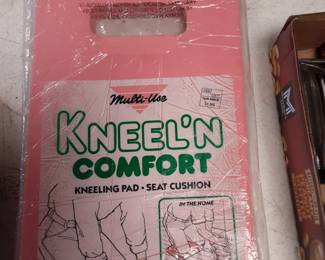 Multi-Use
KNEEL'N
COMFORT
KNEELING PAD • SEAT CUSHION
IN THE HOME